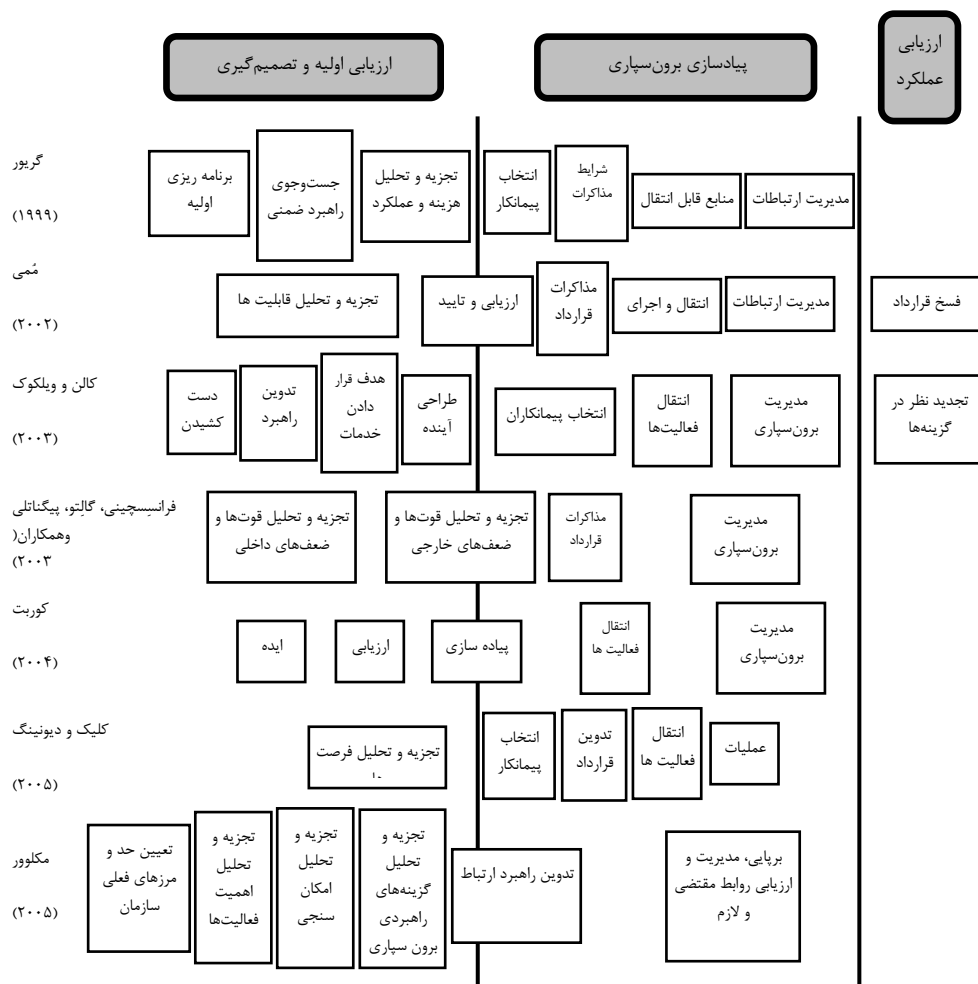 ارزیابی اولیه و تصمیم‌گیری
پیاده‌سازی برون‌سپاری
ارزیابی
عملکرد
گریور
(۱۹۹۹)
برنامه ریزی
اولیه
جست‌وجوی
راهبرد ضمنی
تجزیه و تحلیل
هزینه و عملکرد
انتخاب
پیمانکار
شرایط
مذاکرات
منابع قابل انتقال
مدیریت ارتباطات
مُمی
(۲۰۰۲)
تجزیه و تحلیل قابلیت ها
ارزیابی و تایید
مذاکرات
قرارداد
انتقال و اجرای
مدیریت ارتباطات
فسخ قرارداد
کالن و ویلکوک
(۲۰۰۳)
دست
کشیدن
تدوین
راهبرد
هدف قرار
دادن
خدمات
طراحی
آینده
انتخاب پیمانکاران
انتقال
فعالیت‌ها
مدیریت
برون‌سپاری
تجدید نظر در
گزینه‌ها
فرانسِسچینی، گالِتو، پیگناتلی
وهمکاران(
۲۰۰۳)
تجزیه و تحلیل قوت‌ها و
ضعف‌های داخلی
تجزیه و تحلیل قوت‌ها و
ضعف‌های خارجی
مذاکرات
قرارداد
مدیریت
برون‌سپاری
کوربت
(۲۰۰۴)
ایده
ارزیابی
پیاده سازی
انتقال
فعالیت ها
مدیریت
برون‌سپاری
کلیک و دیونینگ
(۲۰۰۵)
تجزیه و تحلیل فرصت
انتخاب
پیمانکار
تدوین
قرارداد
انتقال
فعالیت ها
عملیات
مکلوور
(۲۰۰۵)
تعیین حد و
مرزهای فعلی
سازمان
تجزیه و
تحلیل
اهمیت
فعالیت‌ها
تجزیه و
تحلیل
امکان
سنجی
تجزیه و
تحلیل
گزینه‌های
راهبردی
برون سپاری
تدوین راهبرد ارتباط
برپایی، مدیریت و
ارزیابی روابط مقتضی
و لازم